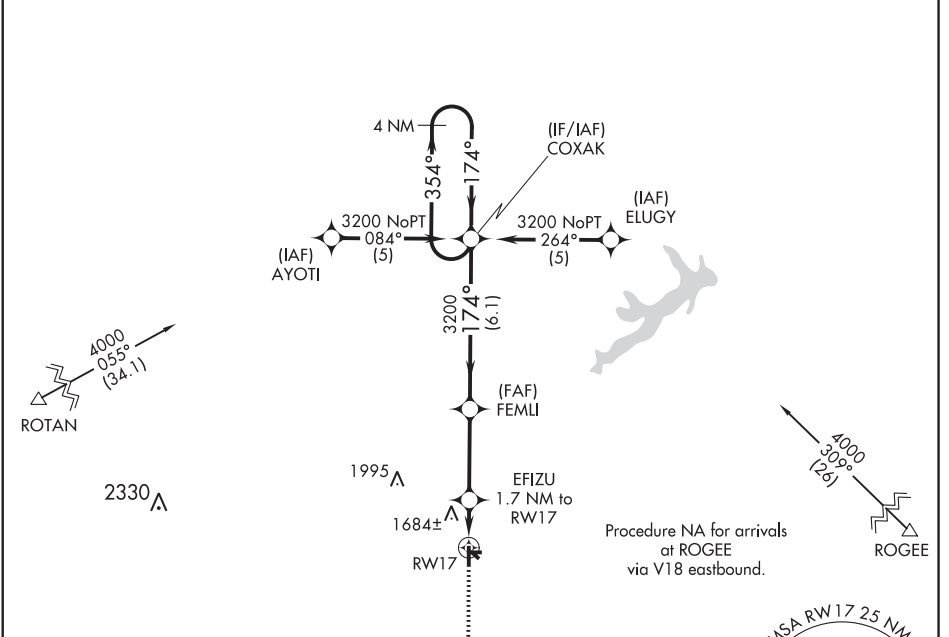 4 NM
354°
174°
(IF/IAF)
COXAK
3200 NoPT
084°
(5)
(IAF)
AYOTI
3200 NoPT
264°
(5)
(IAF)
ELUGY
3200
174°
(6.1)
4000
055°
(34.1)
ROTAN
(FAF)
FEMLI
4000
309°
(26)
ROGEE
1995
2330
EFIZU
1.7 NM to
RW17
1684±
RW17
Procedure NA for arrivals
at ROGEE
via V18 eastbound.
MSA RW17 25 NM